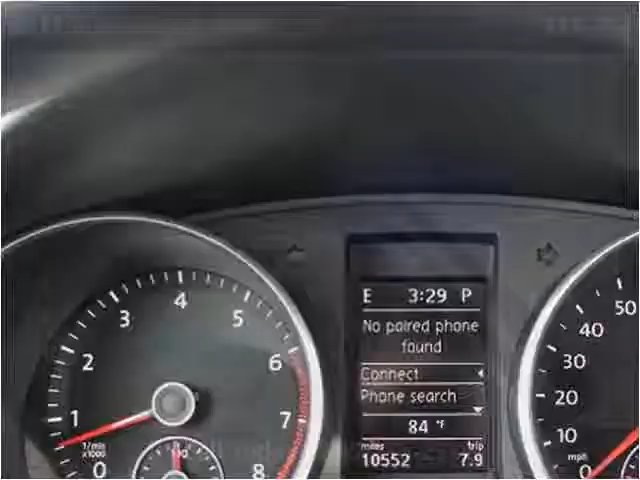 E 3:29 P
No paired phone
found
Connect
Phone search
84 °F
miles trip
10552 7.9
0 1 2 3 4 5 6 7 8
1/min
x1000
0 10 20 30 40 50
mph